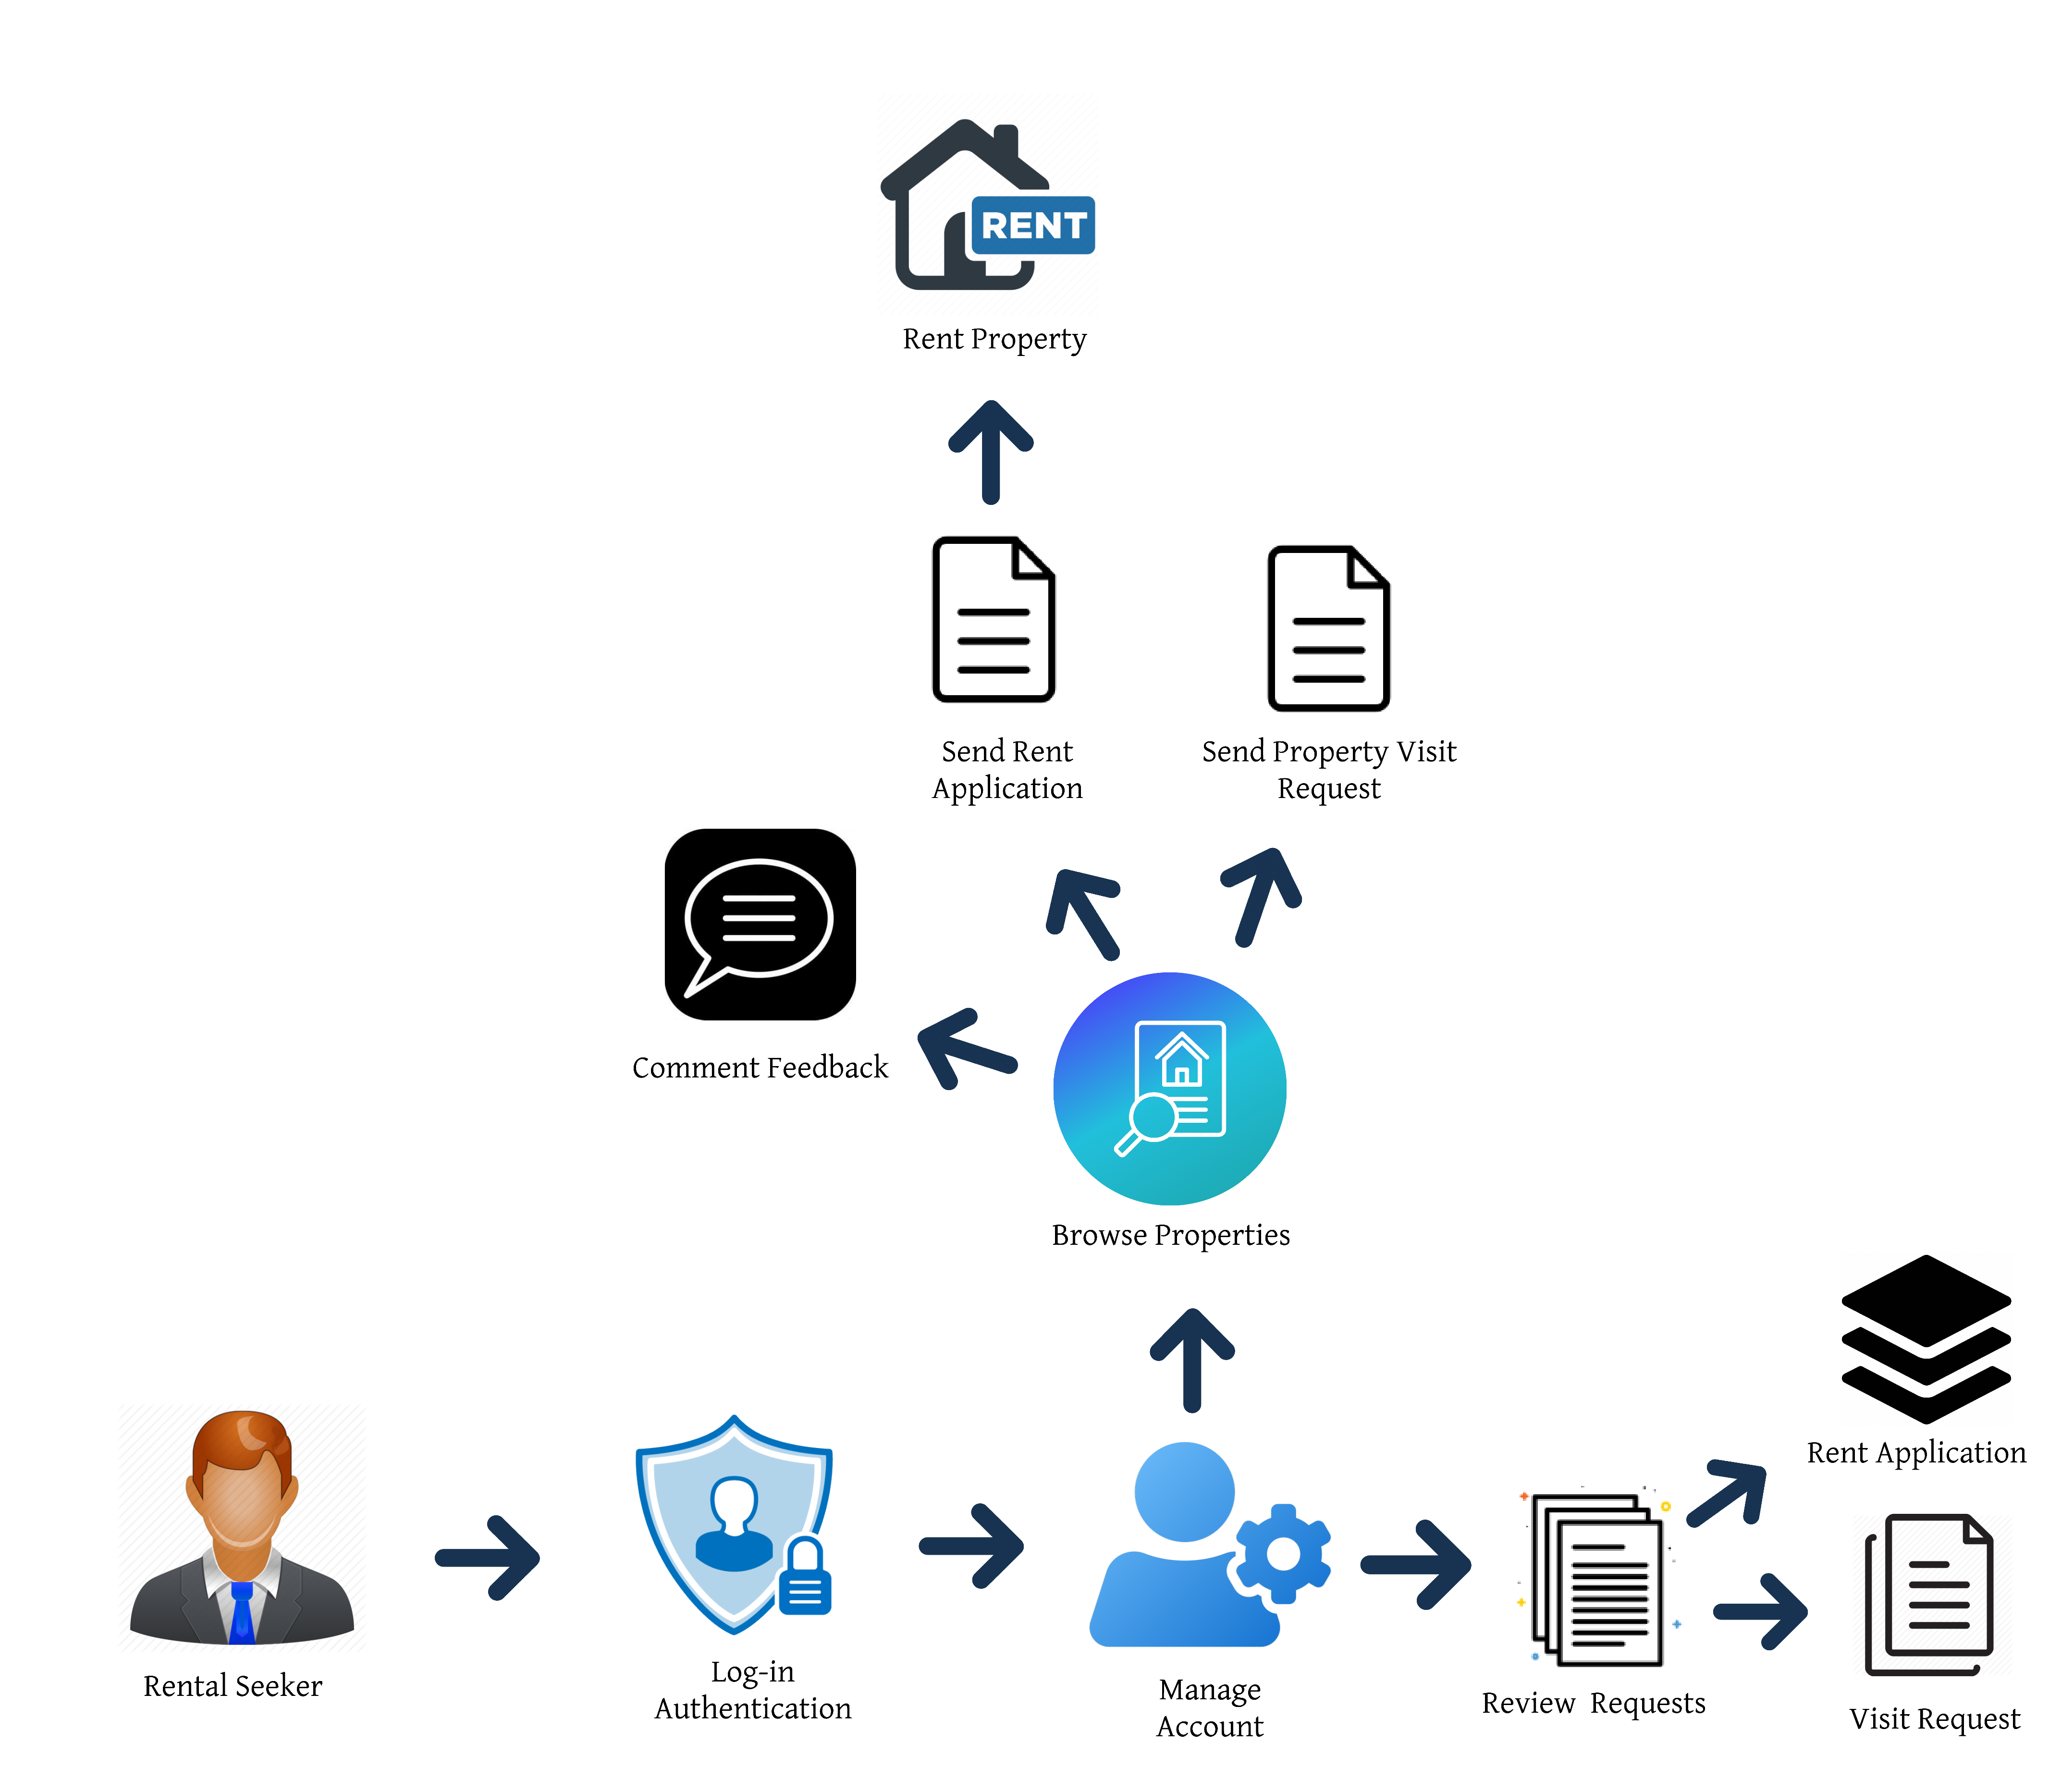 RENT
Rent Property
Send Rent
Application
Send Property Visit
Request
Comment Feedback
Browse Properties
Rent Application
Rental Seeker
Log-in
Authentication
Manage
Account
Review  Requests
Visit Request